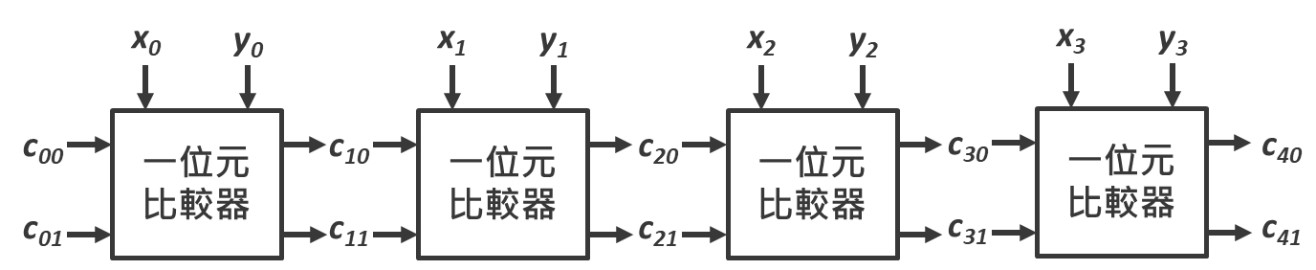 x0 y0 x1 y1 x2 y2 x3 y3
c00 一位元 c10 一位元 c20 一位元 c30 一位元 c40
比較器 比較器 比較器 比較器
c01 c11 c21 c31 c41